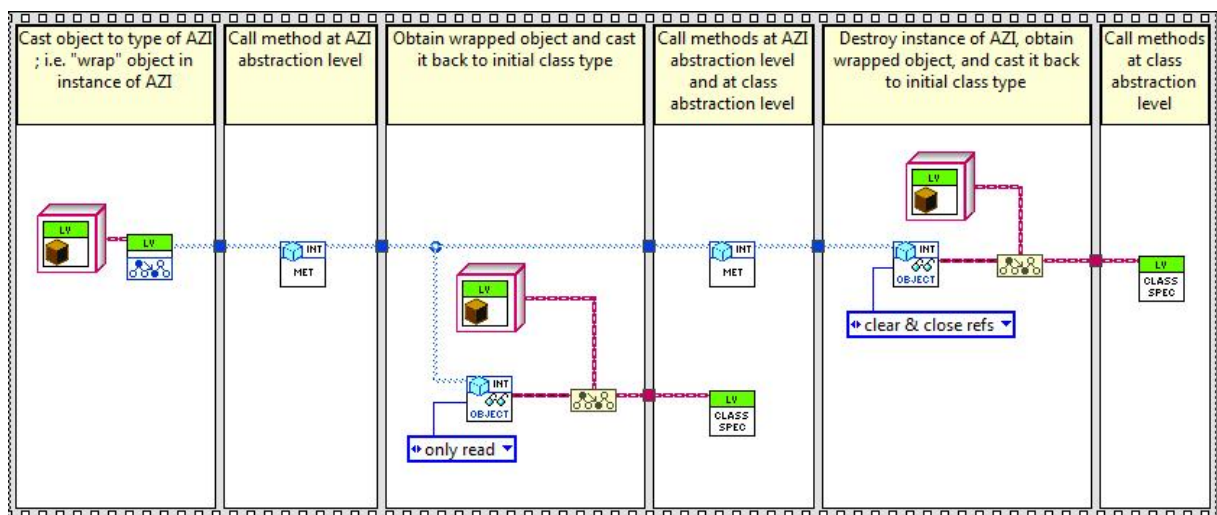 Cast object to type of AZI
; i.e. "wrap" object in
instance of AZI
Call method at AZI
abstraction level
Obtain wrapped object and cast
it back to initial class type
Call methods at AZI
abstraction level
and at class
abstraction level
Destroy instance of AZI, obtain
wrapped object, and cast it back
to initial class type
Call methods
at class
abstraction
level
LV
LV
INT
MET
LV
INT
OBJECT
only read
INT
MET
LV
CLASS
SPEC
LV
INT
OBJECT
clear & close refs
LV
CLASS
SPEC